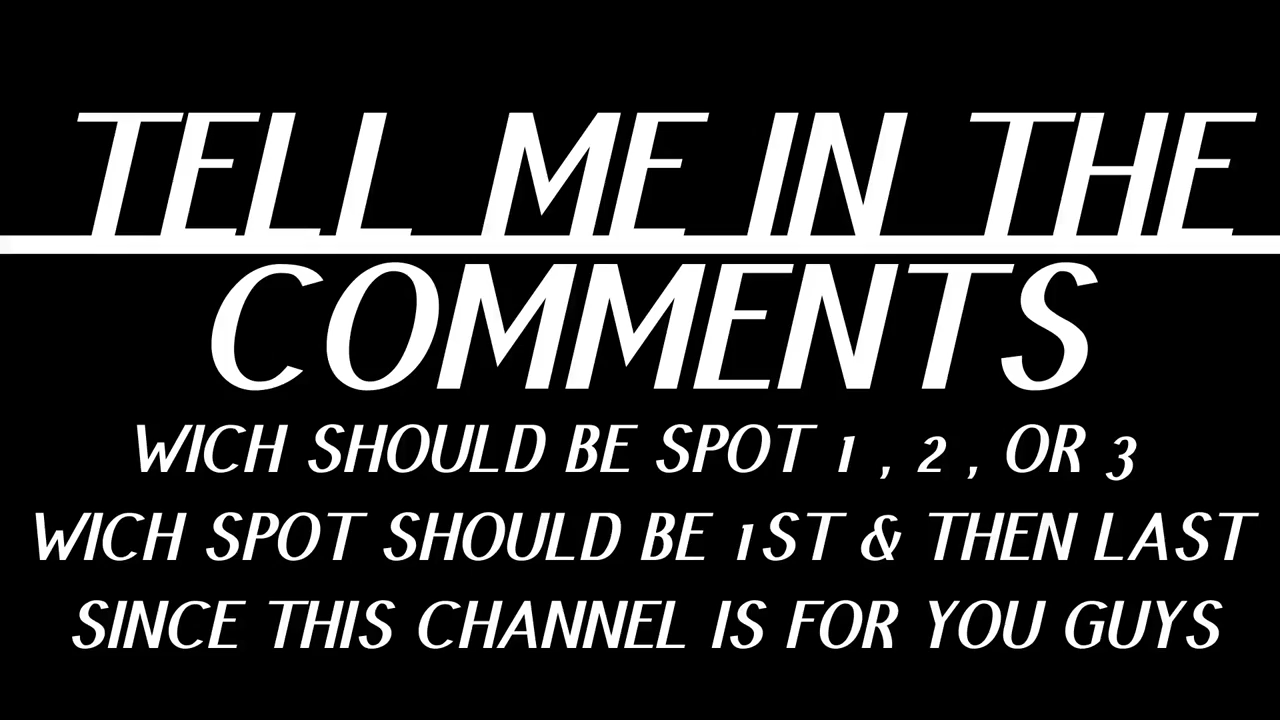 TELL ME IN THE
COMMENTS
WICH SHOULD BE SPOT 1 , 2 , OR 3
WICH SPOT SHOULD BE 1ST & THEN LAST
SINCE THIS CHANNEL IS FOR YOU GUYS